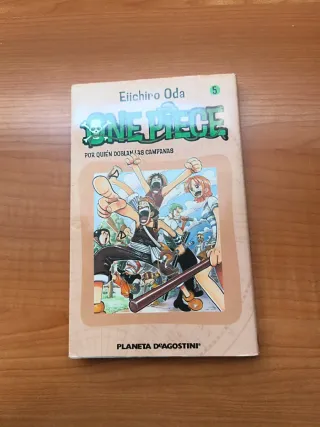 Eiichiro Oda
5
ONE PIECE
POR QUIÉN DOBLAN LAS CAMPANAS
PLANETA DEAGOSTINI